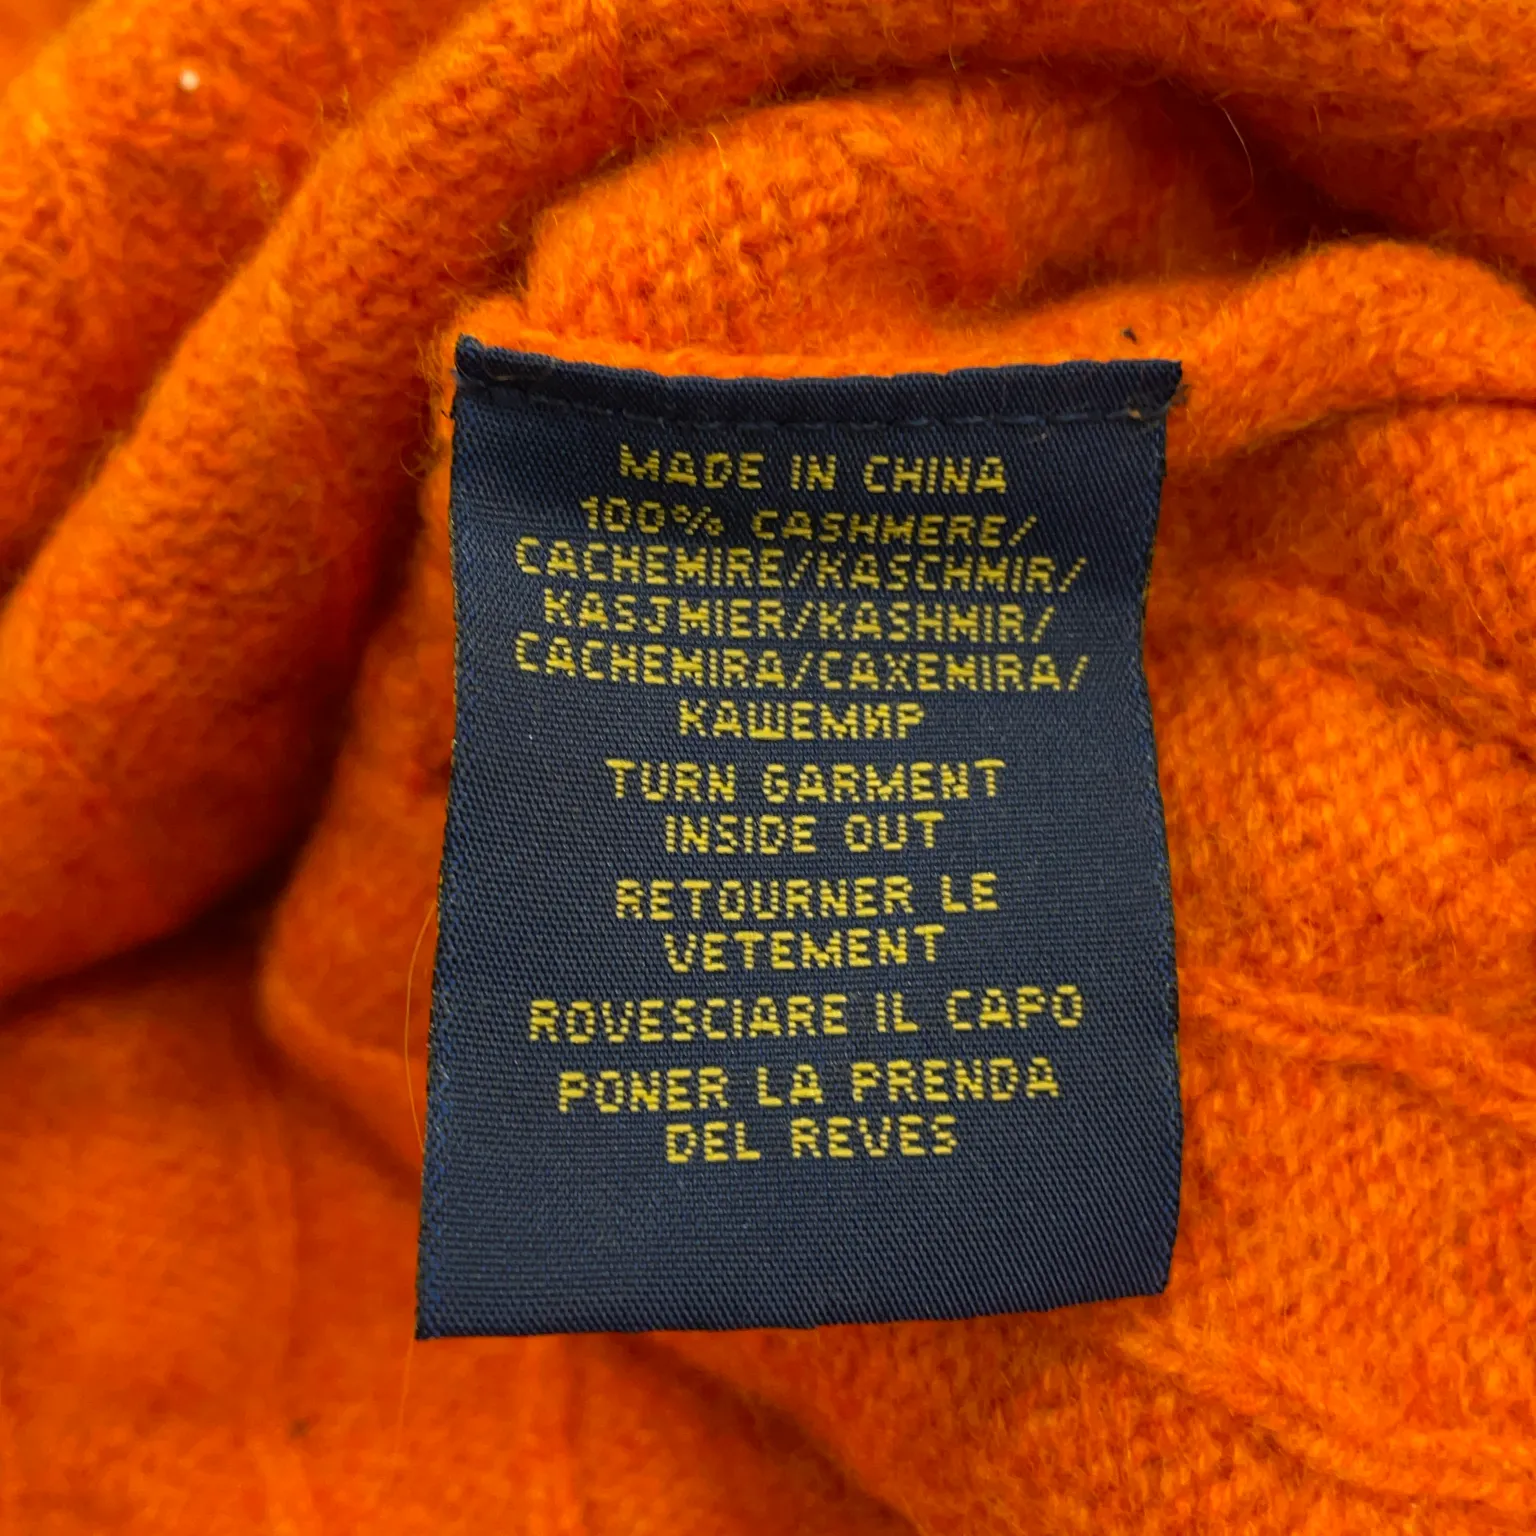 MADE IN CHINA
100% CASHMERE/
CACHEMIRE/KASCHMIR/
KASJMIER/KASHMIR/
CACHEMIRA/CAXEMIRA/
КАШЕМИР
TURN GARMENT
INSIDE OUT
RETOURNER LE
VETEMENT
ROVESCIARE IL CAPO
PONER LA PRENDA
DEL REVES